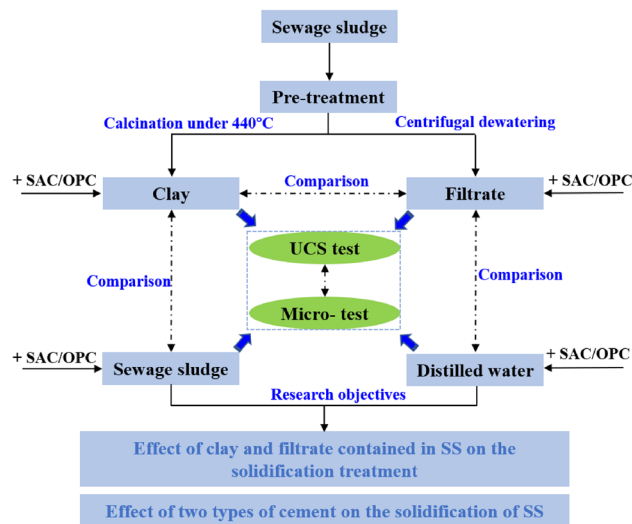 Sewage sludge
Pre-treatment
Calcination under 440°C
Centrifugal dewatering
+ SAC/OPC
Clay
Comparison
Filtrate
+ SAC/OPC
UCS test
Comparison
Comparison
Micro- test
+ SAC/OPC
Sewage sludge
Distilled water
+ SAC/OPC
Research objectives
Effect of clay and filtrate contained in SS on the
solidification treatment
Effect of two types of cement on the solidification of SS